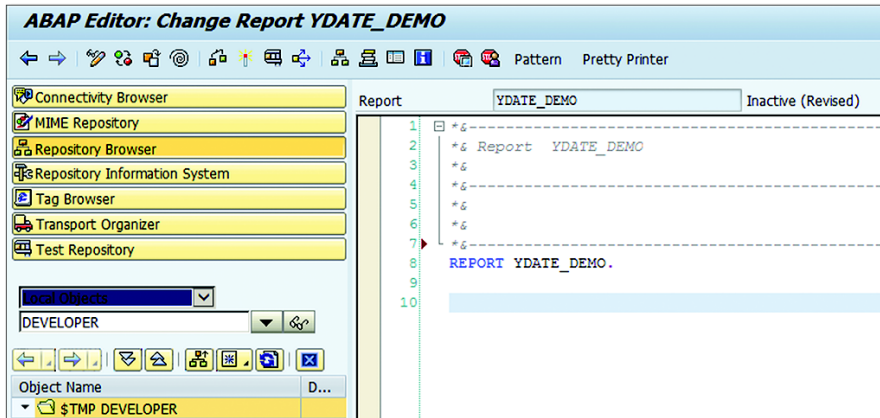 ABAP Editor: Change Report YDATE_DEMO
Pattern Pretty Printer
Connectivity Browser
MIME Repository
Repository Browser
Repository Information System
Tag Browser
Transport Organizer
Test Repository
Local Objects
DEVELOPER
Object Name D...
$TMP DEVELOPER
Report YDATE_DEMO Inactive (Revised)
1 *&---------------------------------------------------
2 *& Report  YDATE_DEMO
3 *&
4 *&---------------------------------------------------
5 *&
6 *&
7 *&---------------------------------------------------
8 REPORT YDATE_DEMO.
9
10